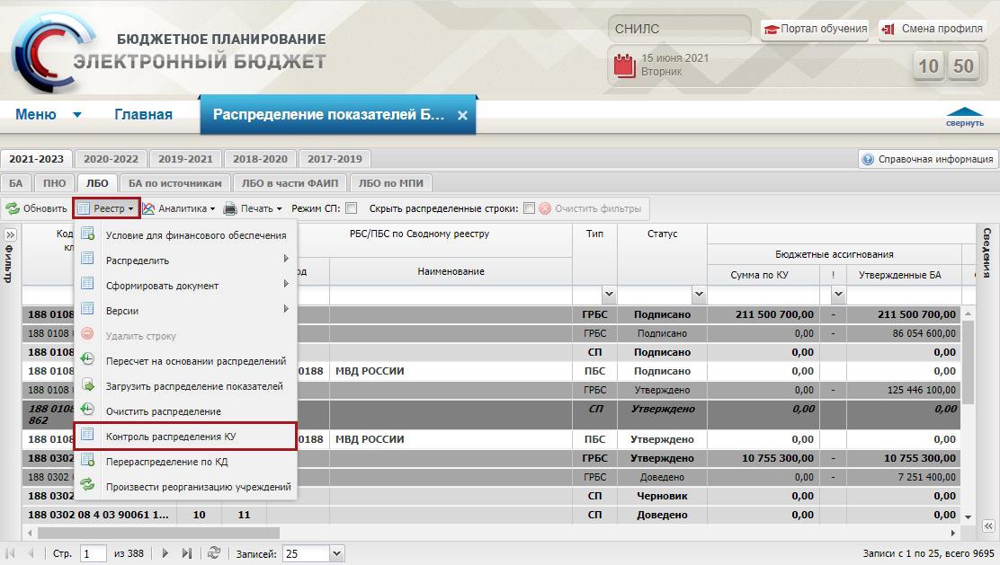 БЮДЖЕТНОЕ ПЛАНИРОВАНИЕ
ЭЛЕКТРОННЫЙ БЮДЖЕТ
СНИЛС
Портал обучения
Смена профиля
15 июня 2021
Вторник
10 50
Меню Главная Распределение показателей Б...
свернуть
2021-2023 2020-2022 2019-2021 2018-2020 2017-2019
Справочная информация
БА ПНО ЛБО БА по источникам ЛБО в части ФАИП ЛБО по МПИ
Обновить Реестр Аналитика Печать Режим СП: Скрыть распределенные строки: Очистить фильтры
Фильтр
Сведения
Код РБС/ПБС по Сводному реестру Тип Статус
кл
Бюджетные ассигнования
од Наименование Сумма по КУ ! Утвержденные БА
Условие для финансового обеспечения
Распределить
Сформировать документ
Версии
Удалить строку
Пересчет на основании распределений
Загрузить распределение показателей
Очистить распределение
Контроль распределения КУ
Перераспределение по КД
Произвести реорганизацию учреждений
188 0108 ГРБС Подписано 211 500 700,00 - 211 500 700,00
188 0108 ГРБС Подписано 0,00 - 86 054 600,00
188 0108 СП Подписано 0,00 0,00
188 0108 0188 МВД РОССИИ ПБС Подписано 0,00 0,00
188 0108 ГРБС Утверждено 0,00 - 125 446 100,00
188 0108 СП Утверждено 0,00 0,00
862
188 0108 0188 МВД РОССИИ ПБС Утверждено 0,00 0,00
188 0302 ГРБС Утверждено 10 755 300,00 - 10 755 300,00
188 0302 ГРБС Доведено 0,00 - 7 251 400,00
188 0302 СП Черновик 0,00 0,00
188 0302 08 4 03 90061 1... 10 11 СП Доведено 0,00 0,00
Стр. 1 из 388 Записей: 25 Записи с 1 по 25, всего 9695